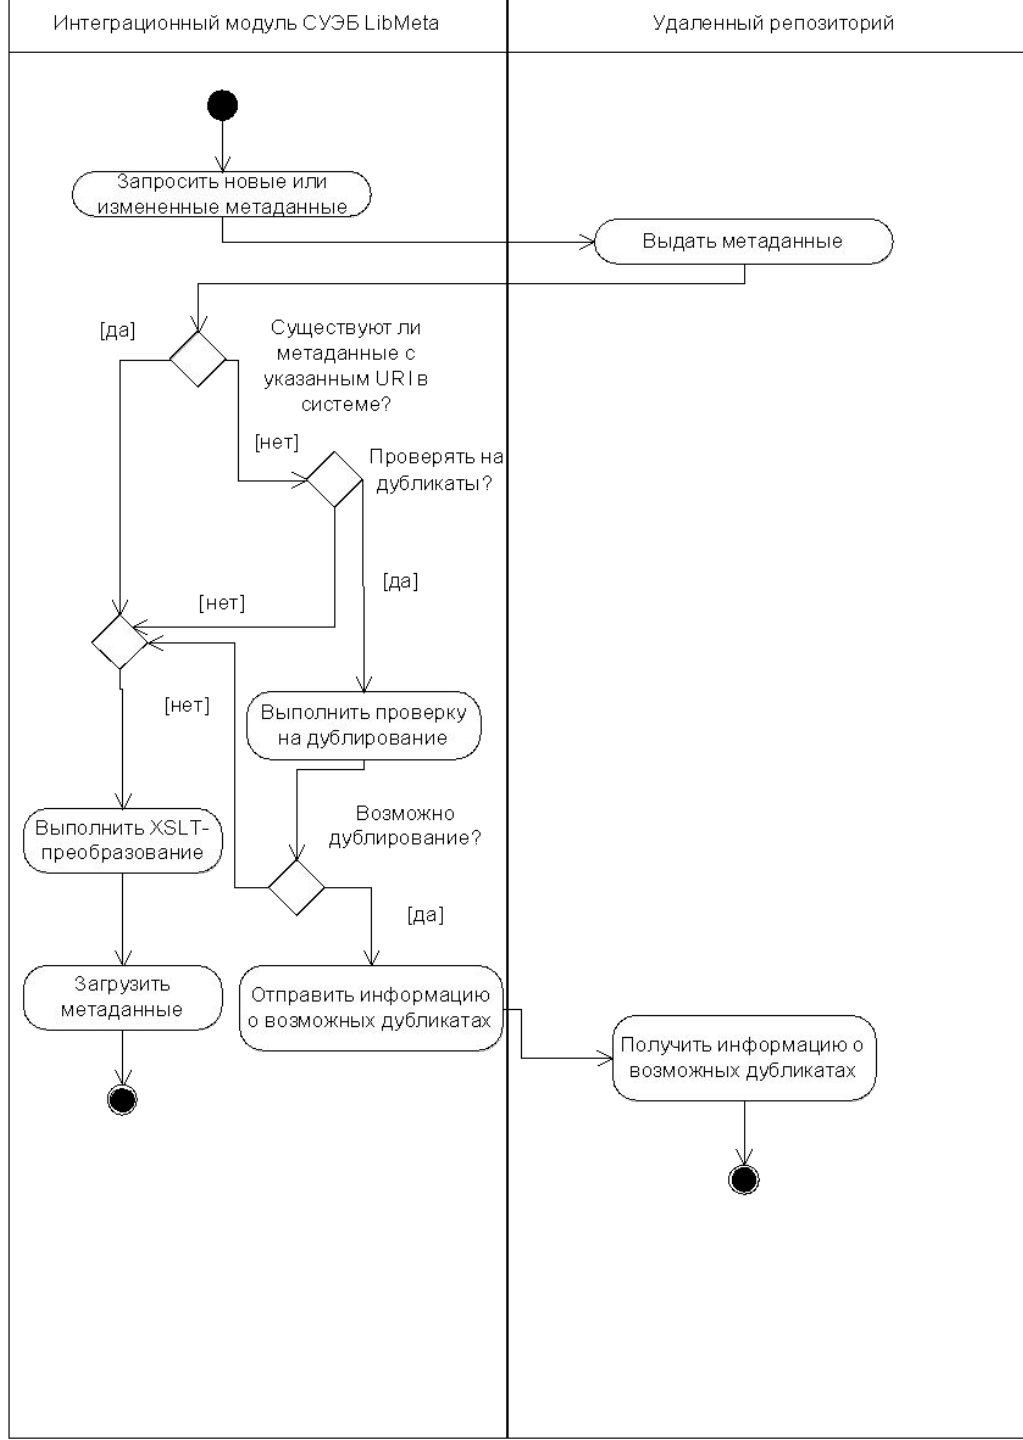 Интеграционный модуль СУЭБ LibMeta
Удаленный репозиторий
Запросить новые или
измененные метаданные
Выдать метаданные
[да]
Существуют ли
метаданные с
указанным URI в
системе?
[нет]
Проверять на
дубликаты?
[да]
[нет]
[нет]
Выполнить проверку
на дублирование
Возможно
дублирование?
Выполнить XSLT-
преобразование
[да]
Загрузить
метаданные
Отправить информацию
о возможных дубликатах
Получить информацию о
возможных дубликатах